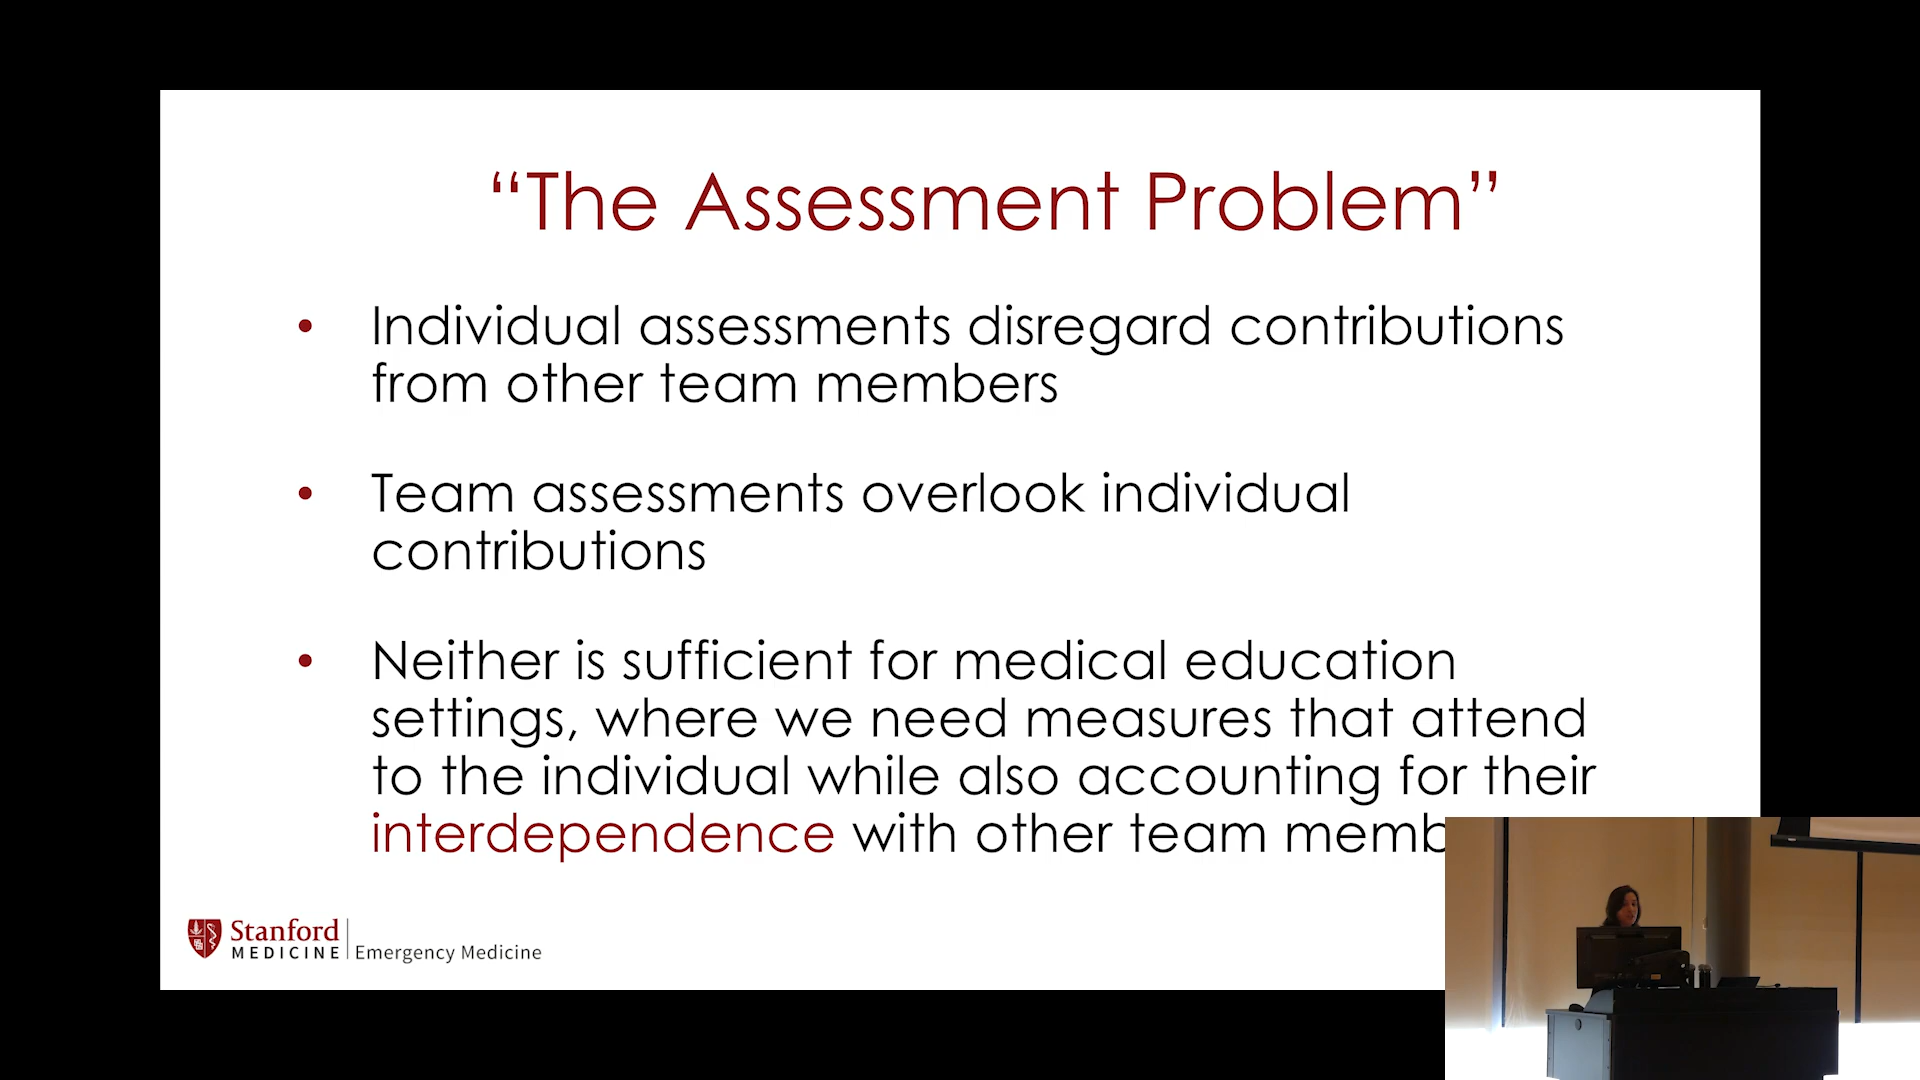 “The Assessment Problem”
• Individual assessments disregard contributions
from other team members
• Team assessments overlook individual
contributions
• Neither is sufficient for medical education
settings, where we need measures that attend
to the individual while also accounting for their
interdependence with other team memb
Stanford
MEDICINE
Emergency Medicine